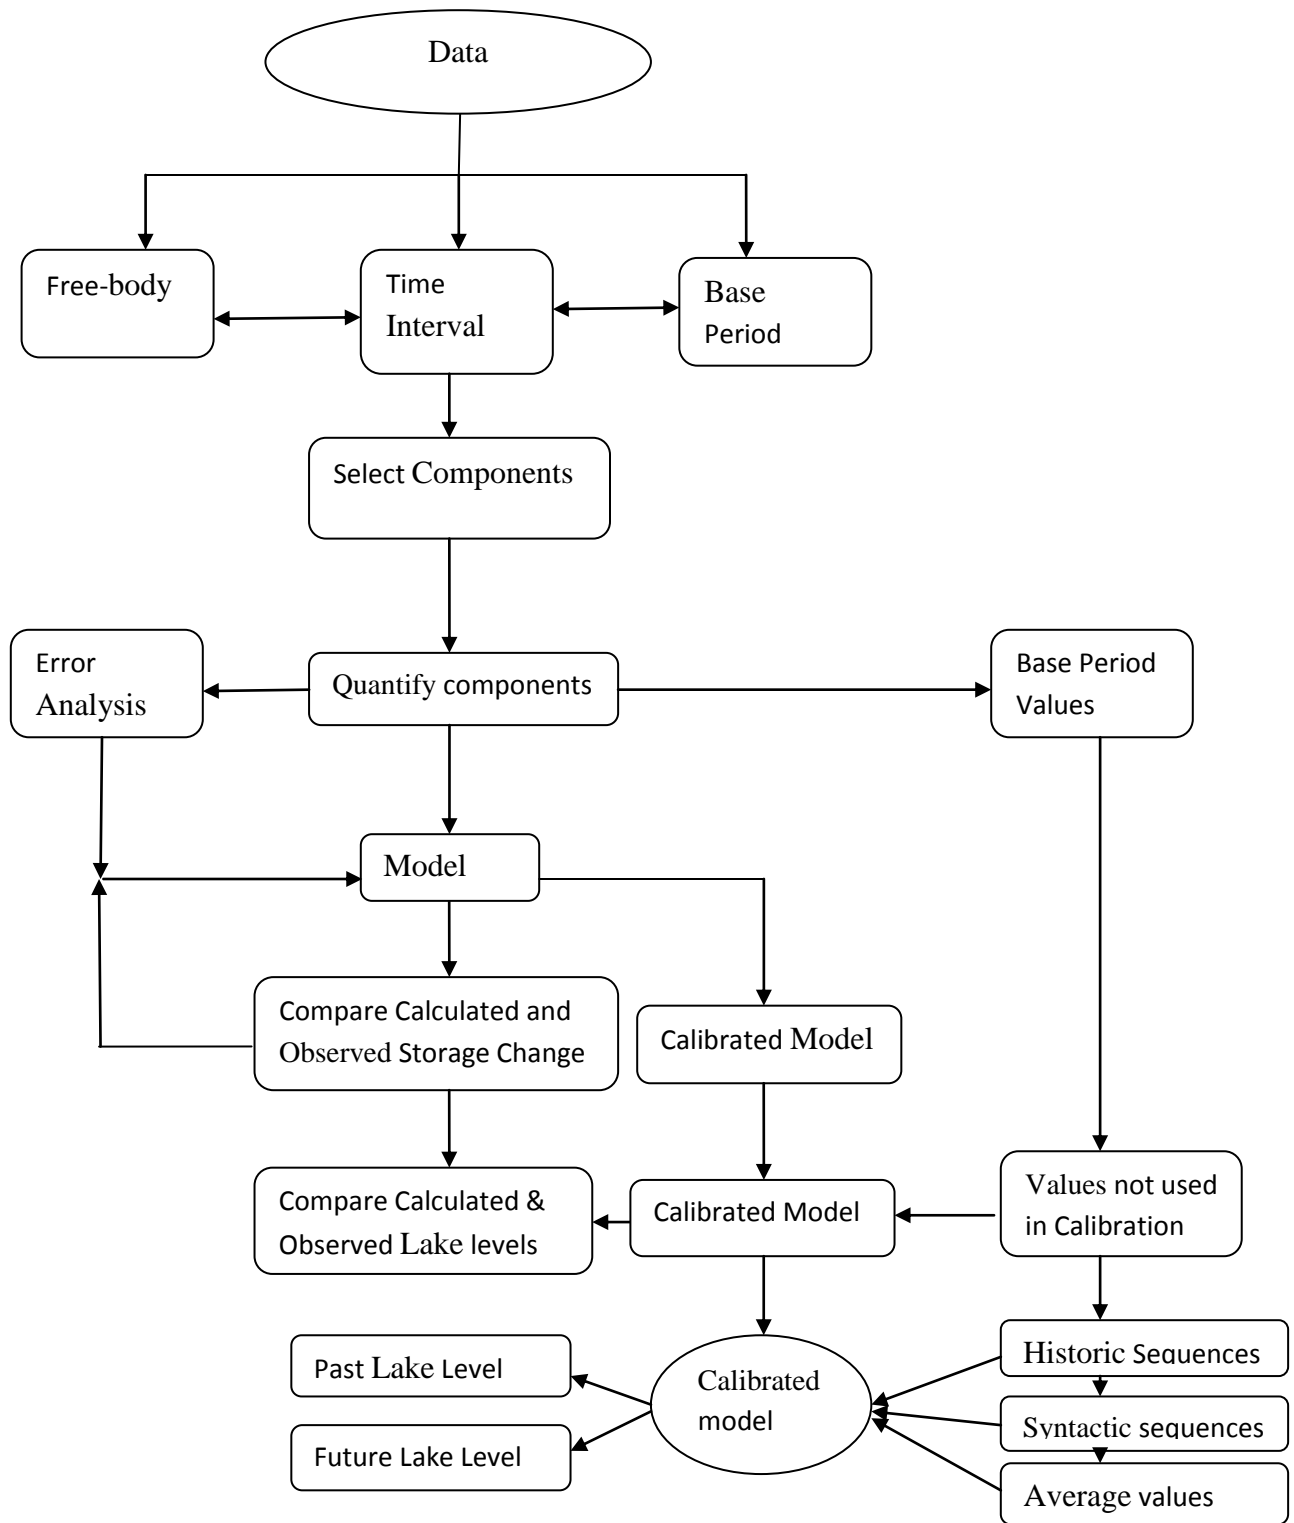 Data
Free-body
Time
Interval
Base
Period
Select Components
Error
Analysis
Quantify components
Base Period
Values
Model
Compare Calculated and
Observed Storage Change
Calibrated Model
Compare Calculated &
Observed Lake levels
Calibrated Model
Values not used
in Calibration
Past Lake Level
Future Lake Level
Calibrated
model
Historic Sequences
Syntactic sequences
Average values